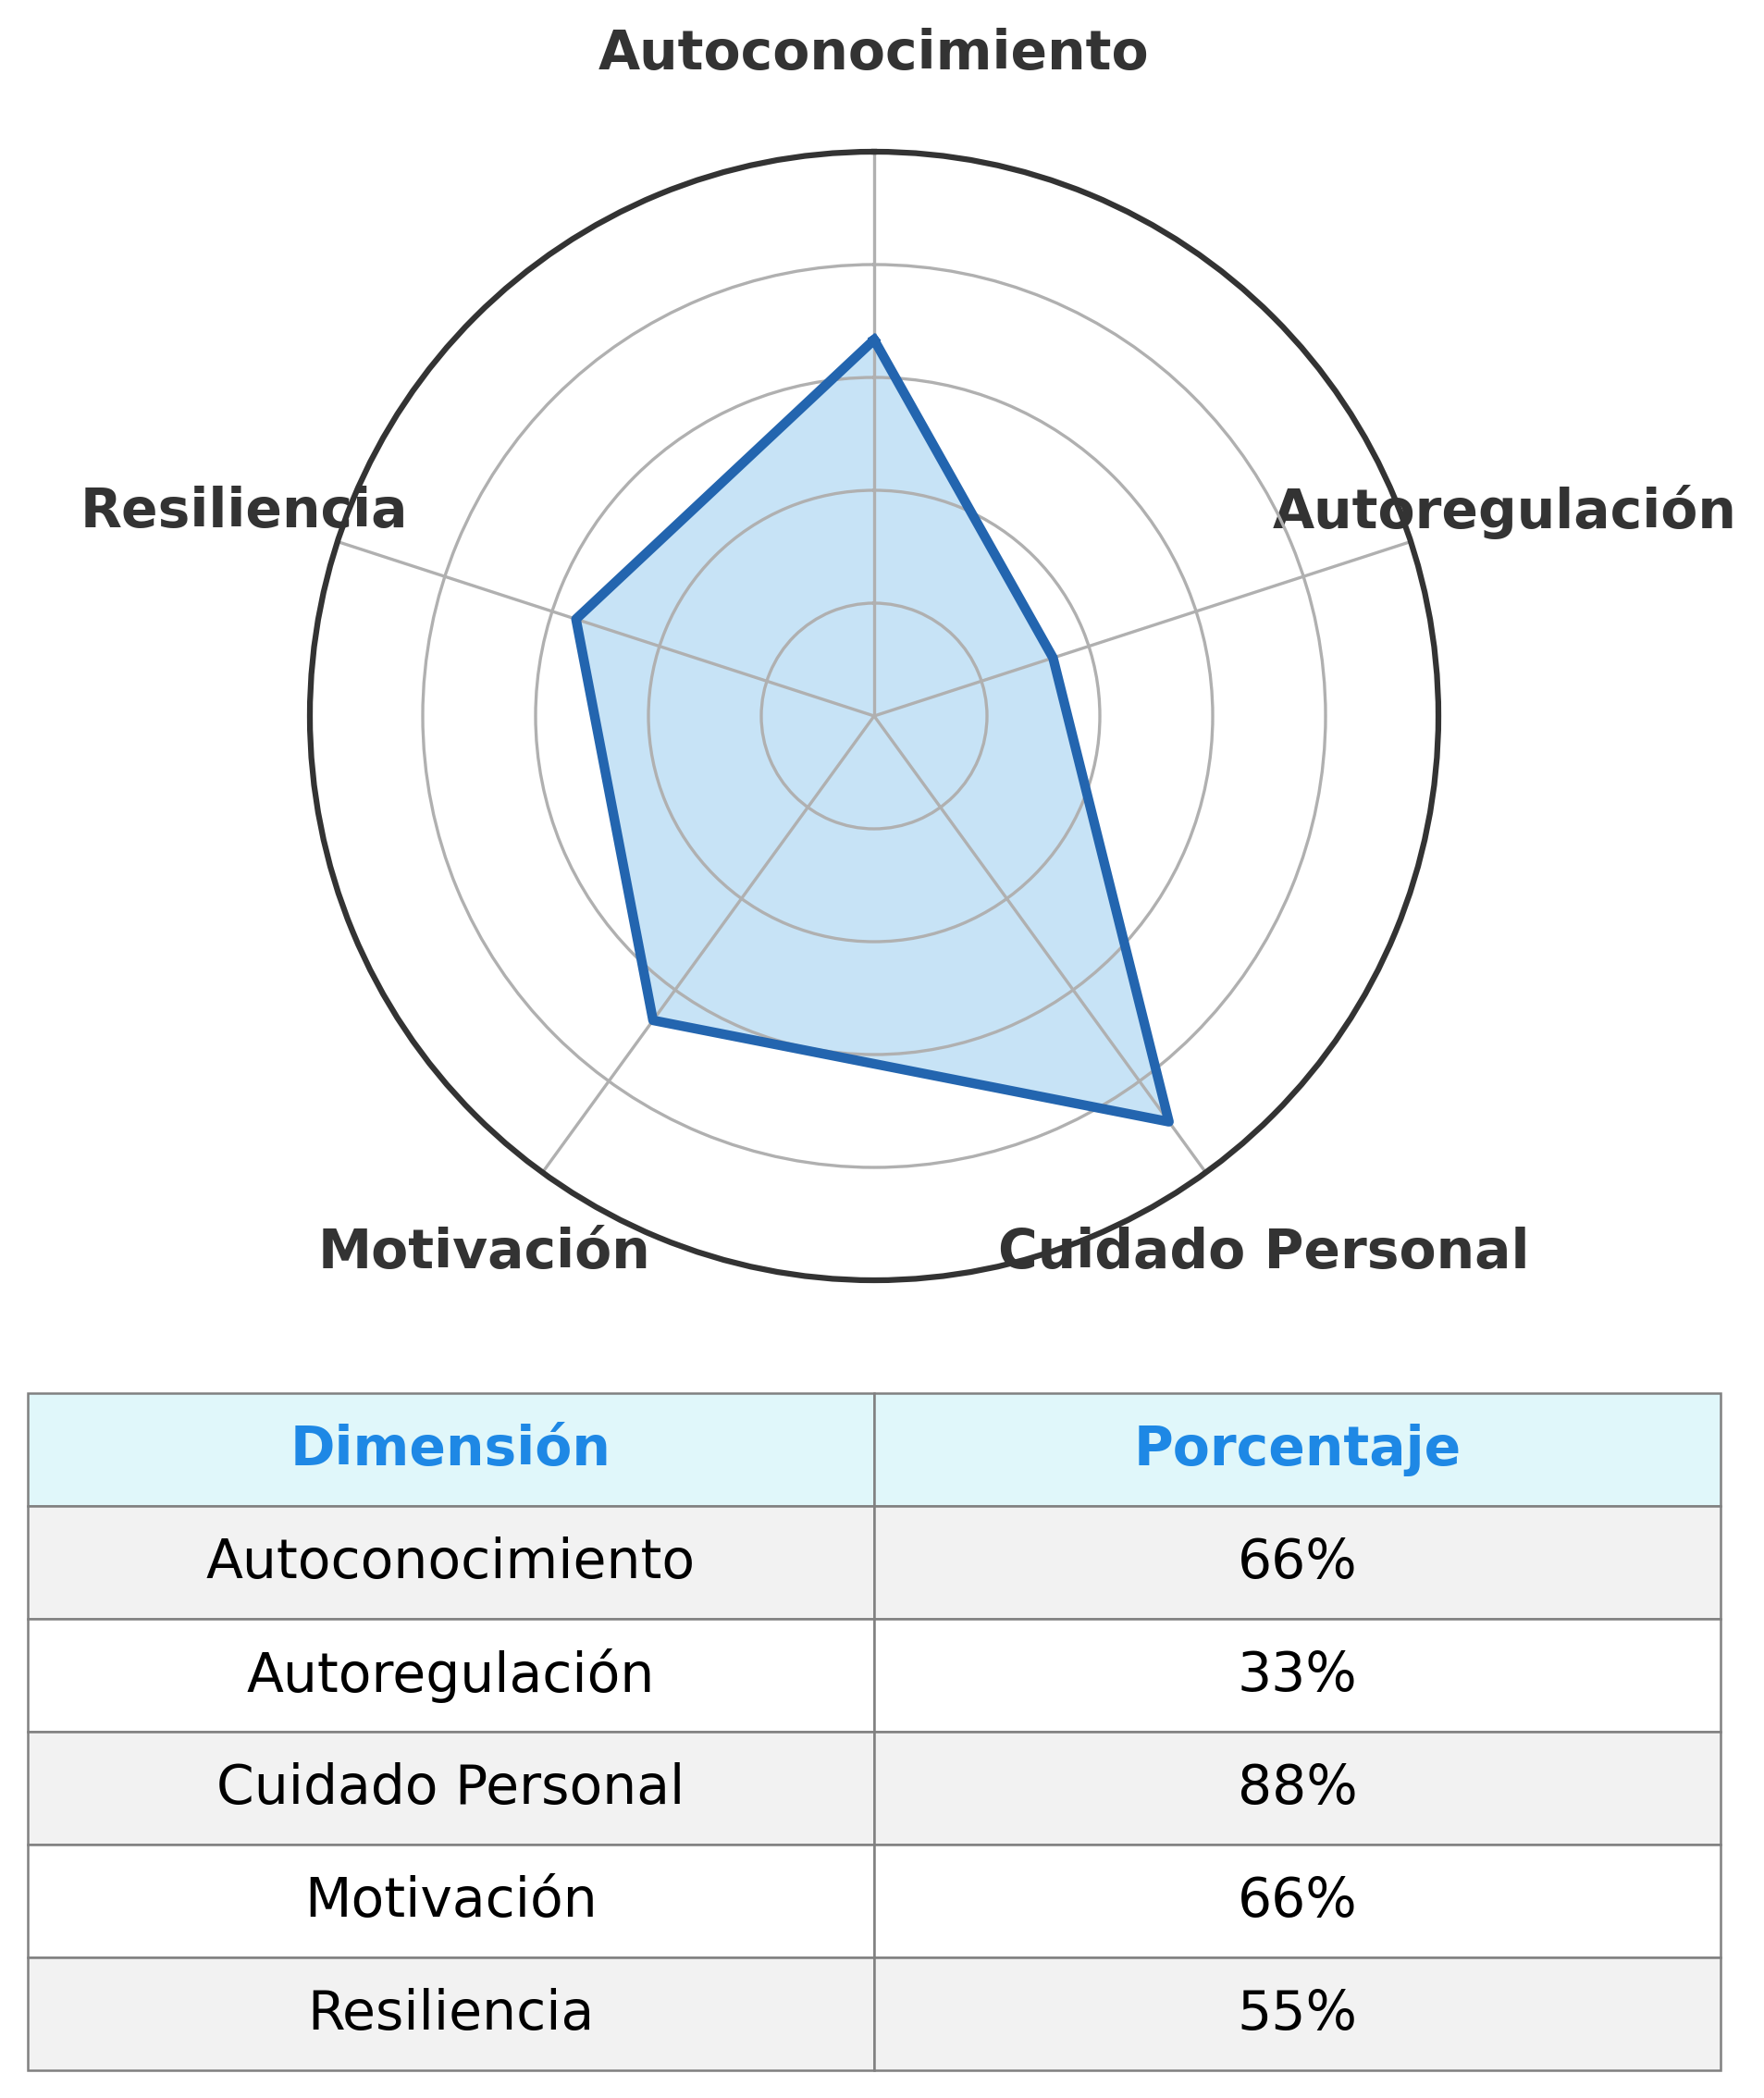 Autoconocimiento
Resiliencia
Autoregulación
Motivación
Cuidado Personal
Dimensión Porcentaje
Autoconocimiento 66%
Autoregulación 33%
Cuidado Personal 88%
Motivación 66%
Resiliencia 55%